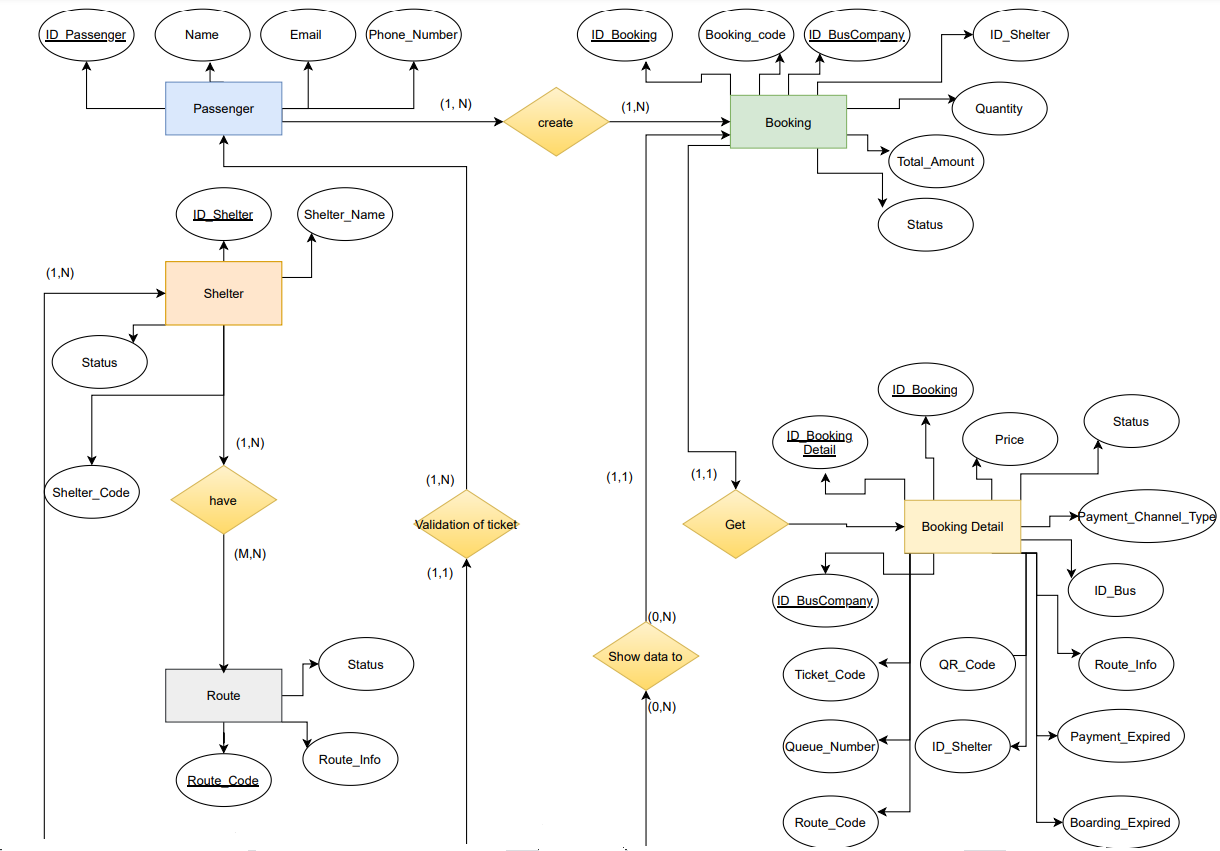 ID_Passenger
Name
Email
Phone_Number
ID_Booking
Booking_code
ID_BusCompany
ID_Shelter
Passenger
(1, N)
create
(1,N)
Booking
Quantity
Total_Amount
Status
ID_Shelter
Shelter_Name
(1,N)
Shelter
Status
Shelter_Code
(1,N)
have
(M,N)
(1,N)
Validation of ticket
(1,1)
(1,1)
(1,1)
Get
ID_Booking
ID_Booking
Detail
Price
Status
Booking Detail
Payment_Channel_Type
ID_BusCompany
ID_Bus
(0,N)
Show data to
(0,N)
Ticket_Code
QR_Code
Route_Info
Queue_Number
ID_Shelter
Payment_Expired
Route_Code
Boarding_Expired
Route
Status
Route_Info
Route_Code